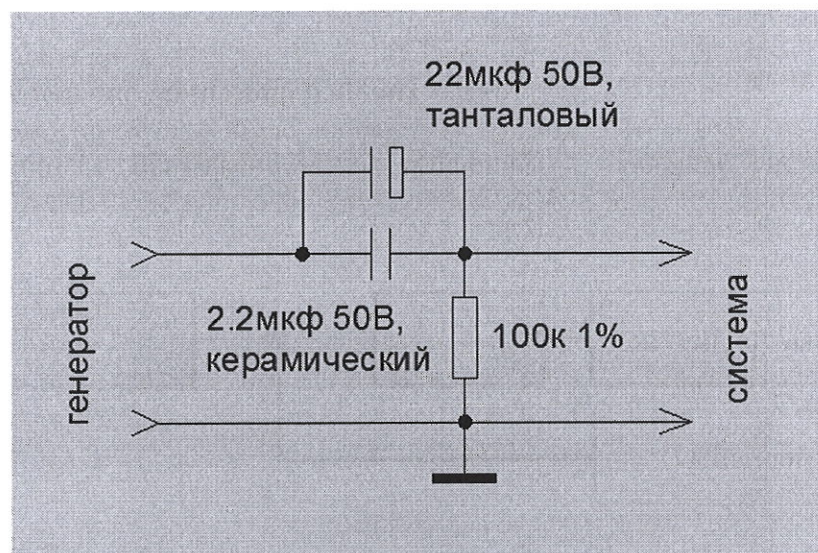 22мкф 50В,
танталовый
генератор
2.2мкф 50В,
керамический
100к 1%
система